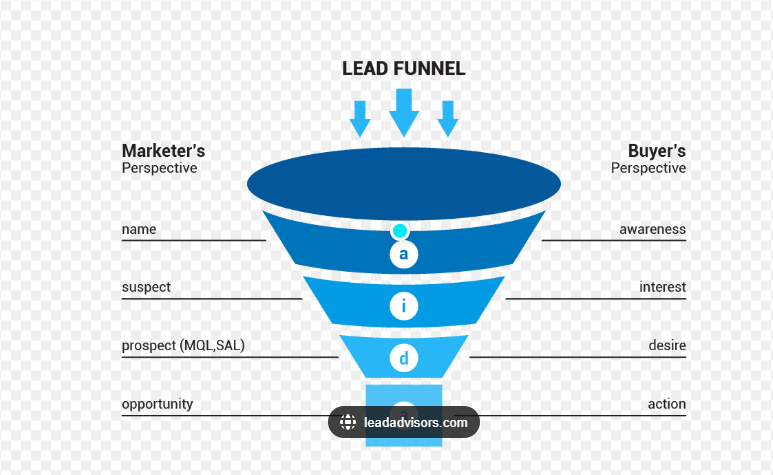 LEAD FUNNEL
Marketer's
Perspective
Buyer's
Perspective
name
a
awareness
suspect
i
interest
prospect (MQL,SAL)
d
desire
opportunity
action
leadadvisors.com